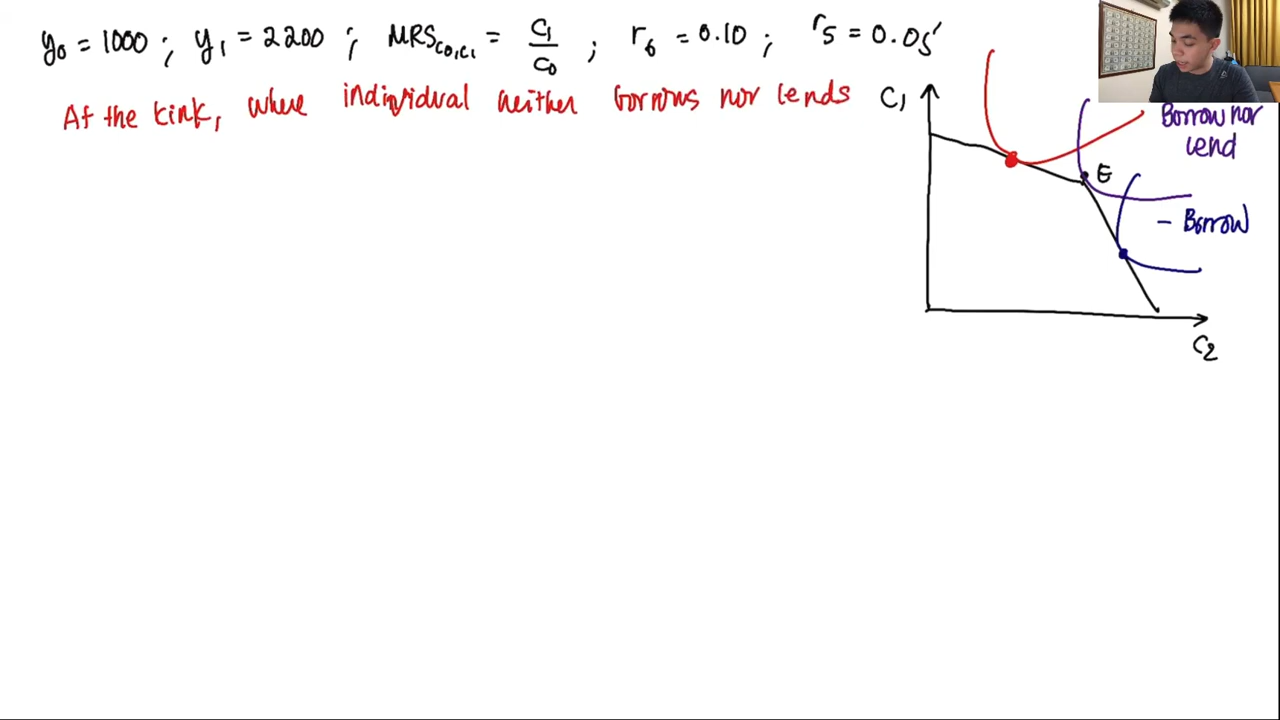 y₀ = 1000 ; y₁ = 2200 ; MRS_{C₀,C₁} = C₁/C₀ ; r_b = 0.10 ; r_s = 0.05
At the kink, where individual neither borrows nor lends
C₁
Borrow nor
lend
E
- Borrow
C₂